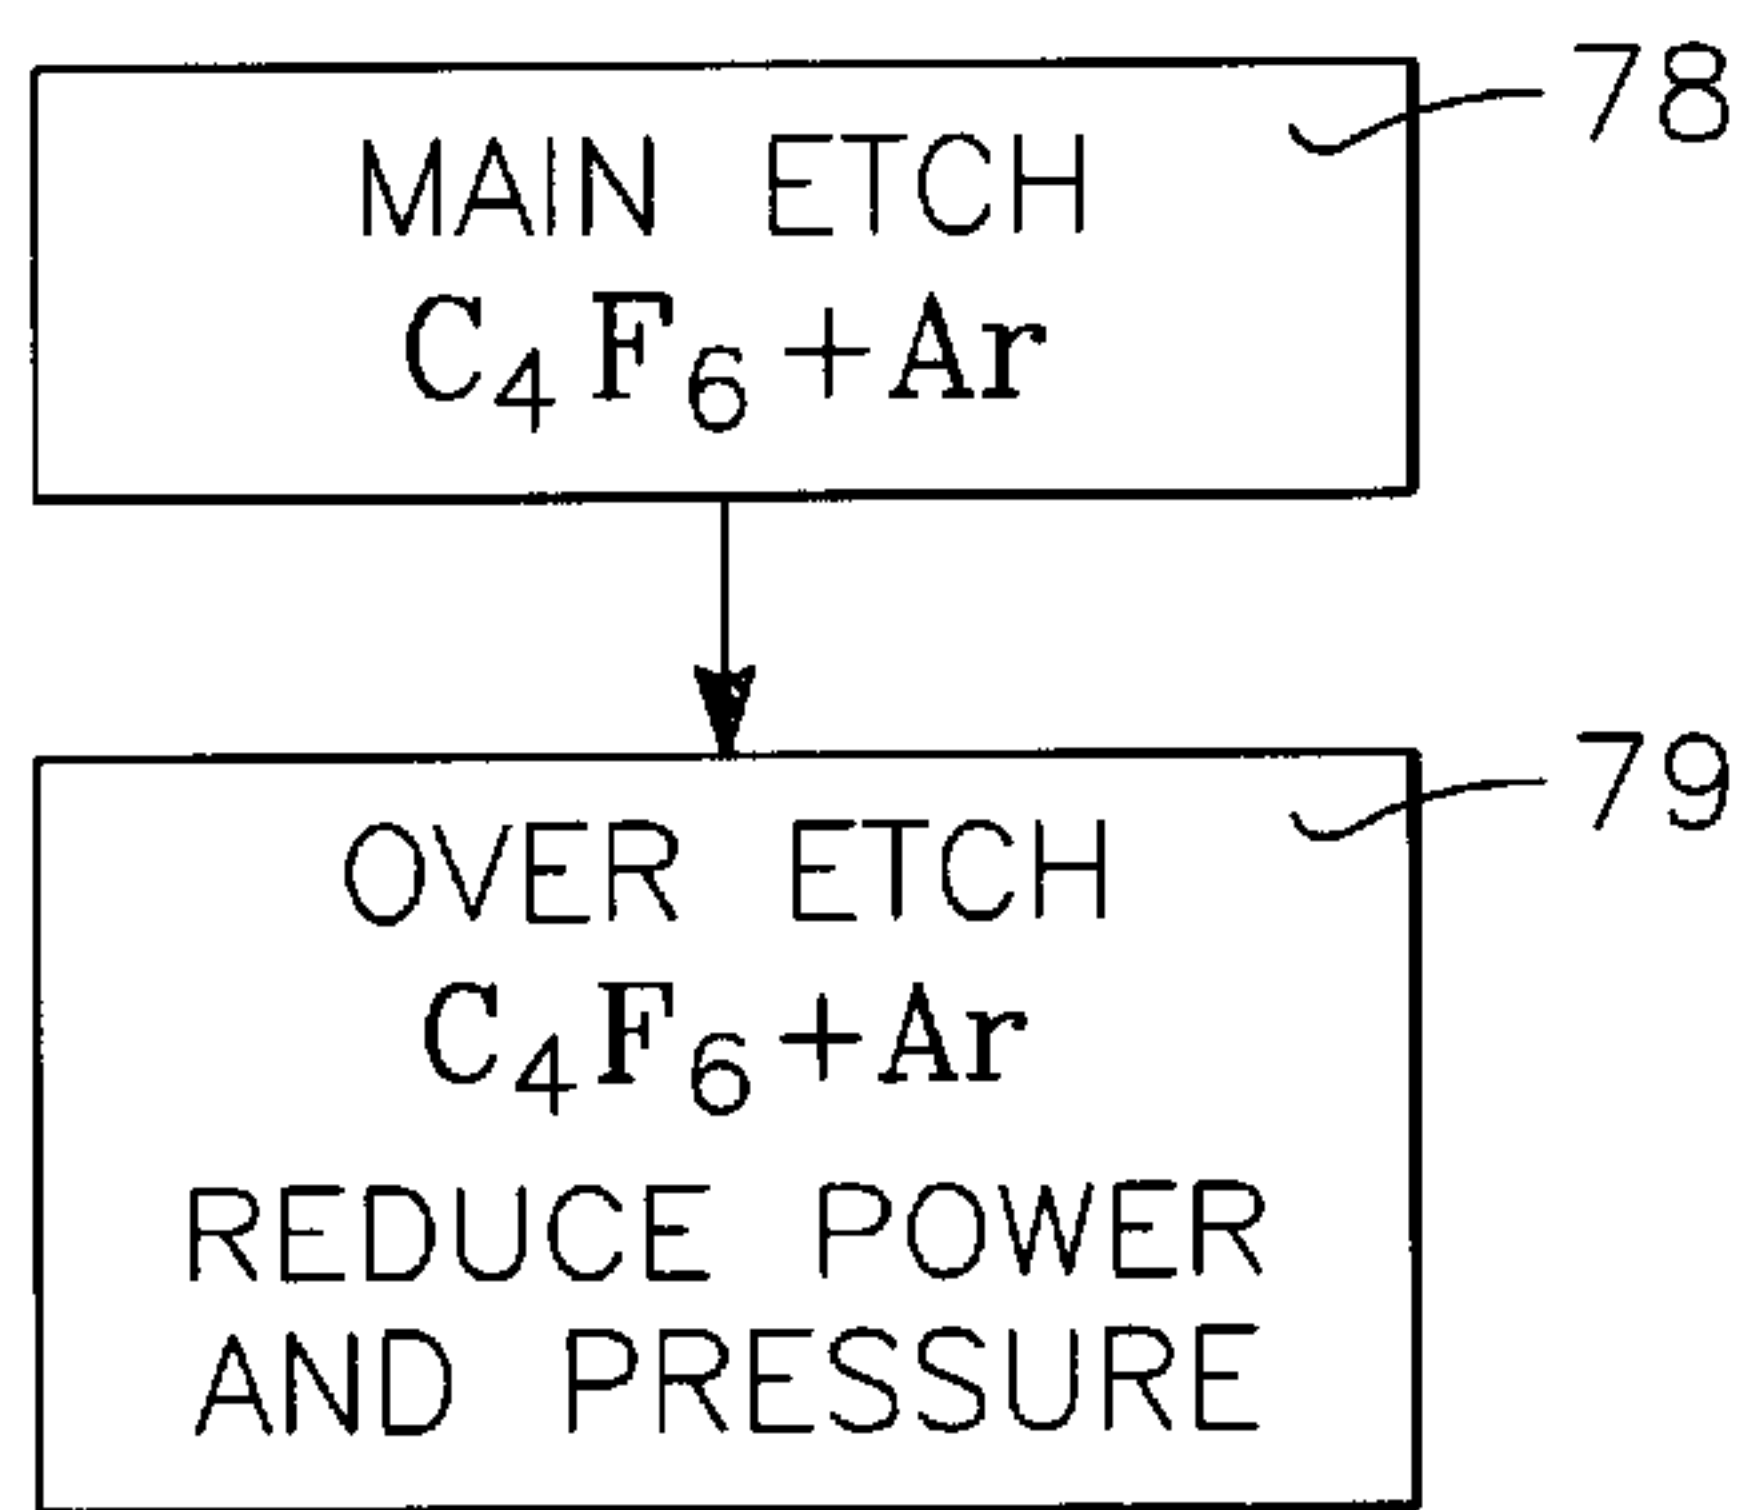 78
MAIN ETCH
C₄F₆+Ar
79
OVER ETCH
C₄F₆+Ar
REDUCE POWER
AND PRESSURE